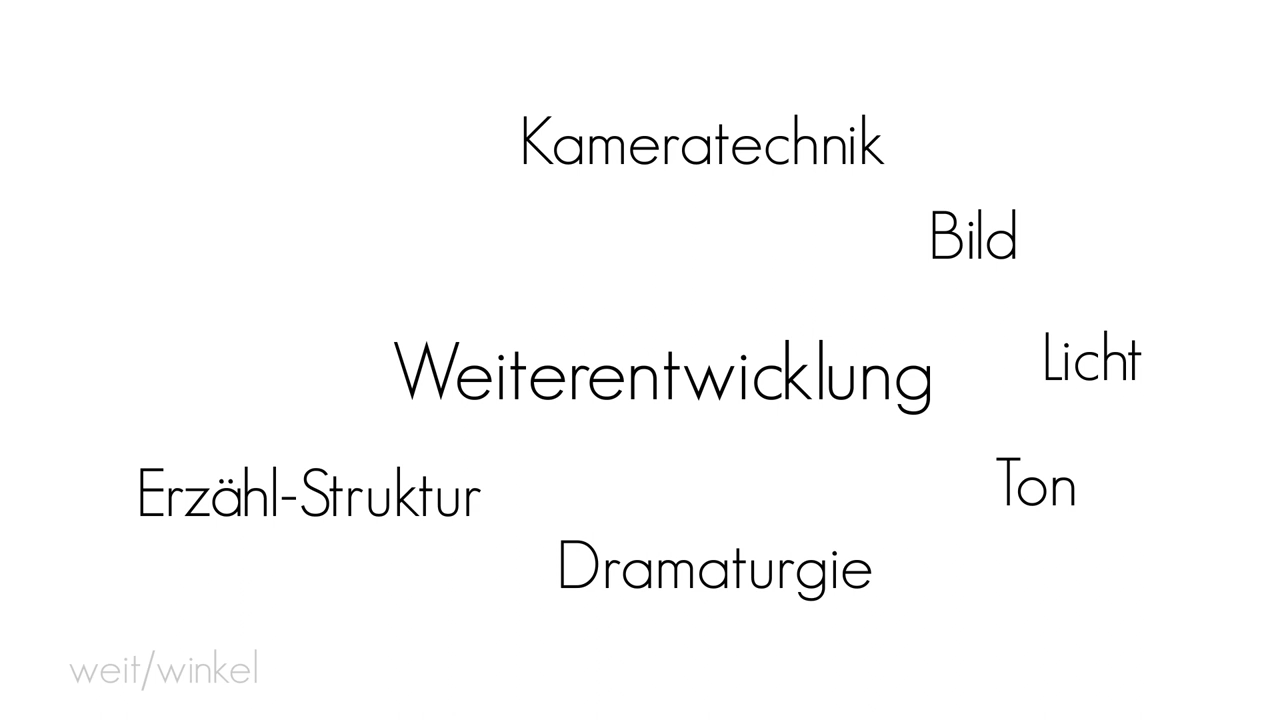 Kameratechnik
Bild
Licht
Weiterentwicklung
Ton
Erzähl-Struktur
Dramaturgie
weit/winkel